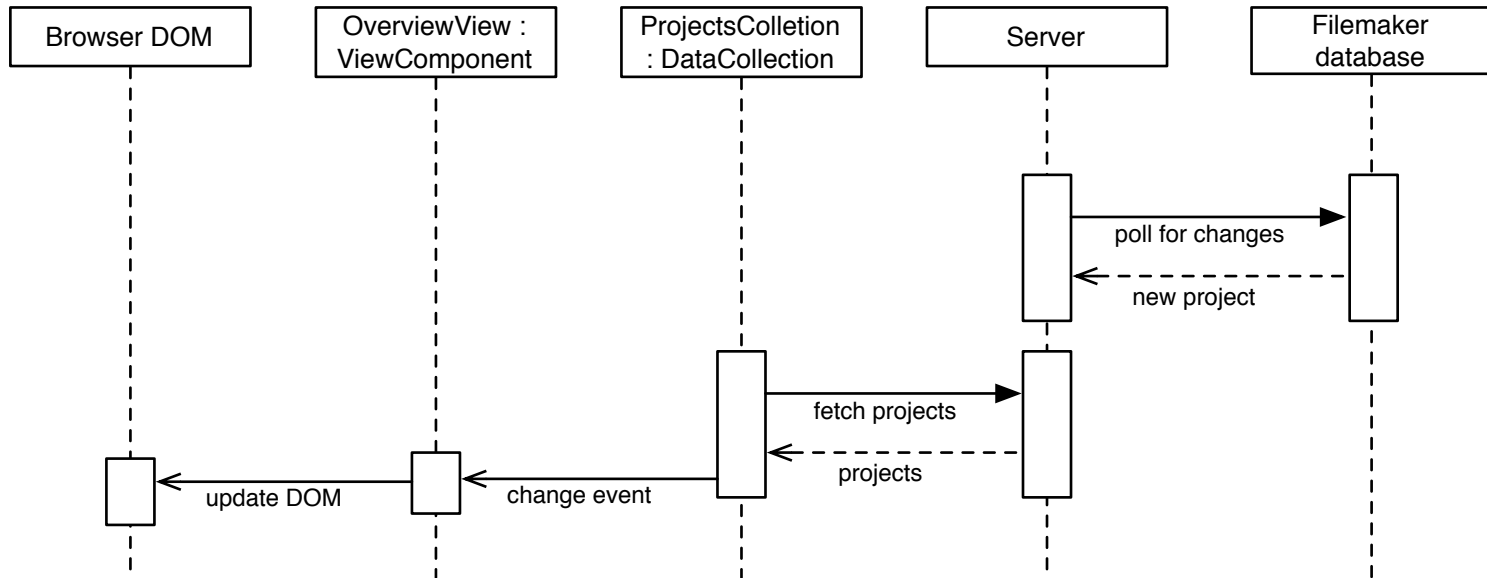 Browser DOM
OverviewView :
ViewComponent
ProjectsColletion
: DataCollection
Server
Filemaker
database
poll for changes
new project
fetch projects
projects
change event
update DOM